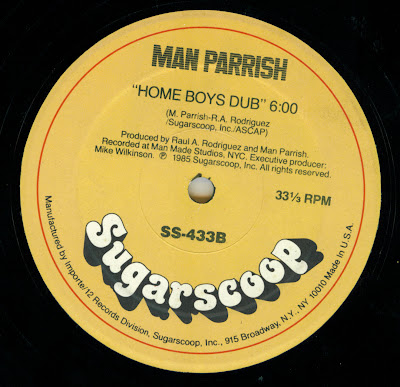 MAN PARRISH
"HOME BOYS DUB" 6:00
(M. Parrish-R.A. Rodriguez
/Sugarscoop, Inc./ASCAP)
Produced by Raul A. Rodriguez and Man Parrish.
Recorded at Man Made Studios, NYC. Executive producer:
Mike Wilkinson. ℗ 1985 Sugarscoop, Inc. All rights reserved.
33⅓ RPM
SS-433B
Sugarscoop
Manufactured by Importe/12 Records Division, Sugarscoop, Inc., 915 Broadway, N.Y., NY 10010 Made In U.S.A.